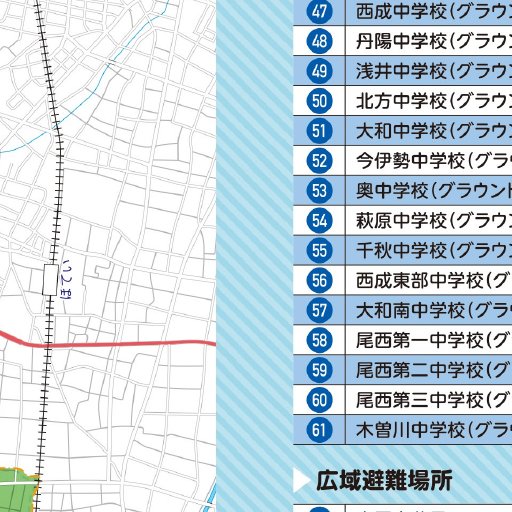 47 西成中学校(グラウン
48 丹陽中学校(グラウン
49 浅井中学校(グラウン
50 北方中学校(グラウン
51 大和中学校(グラウン
52 今伊勢中学校(グラ
53 奥中学校(グラウンド
54 萩原中学校(グラウン
55 千秋中学校(グラウン
56 西成東部中学校(グ
57 大和南中学校(グラ
58 尾西第一中学校(グ
59 尾西第二中学校(グ
60 尾西第三中学校(グ
61 木曽川中学校(グラウ
広域避難場所